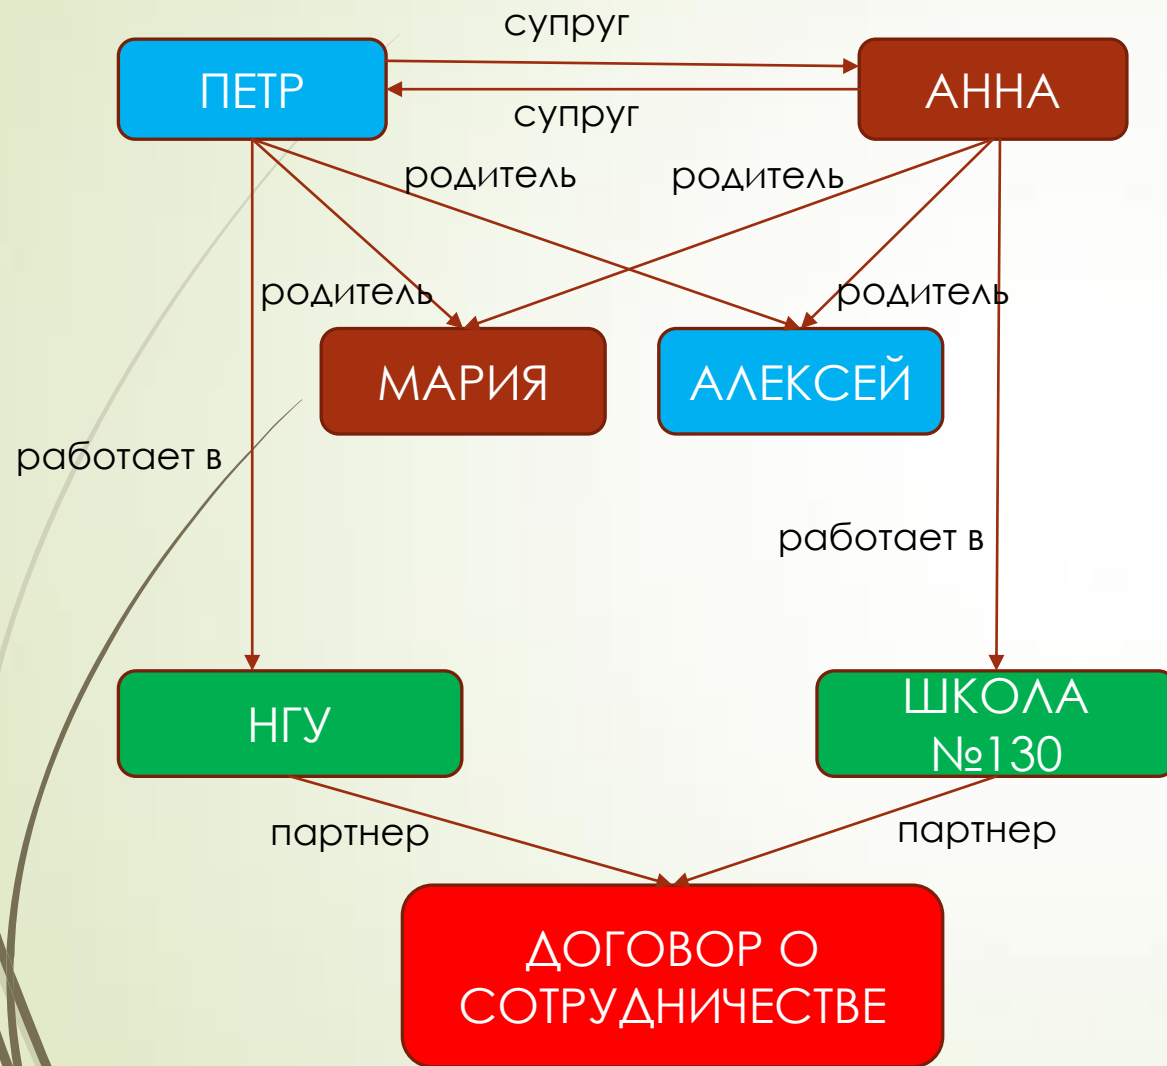 супруг
ПЕТР
АННА
супруг
родитель
родитель
родитель
родитель
МАРИЯ
АЛЕКСЕЙ
работает в
работает в
НГУ
ШКОЛА
№130
партнер
партнер
ДОГОВОР О
СОТРУДНИЧЕСТВЕ